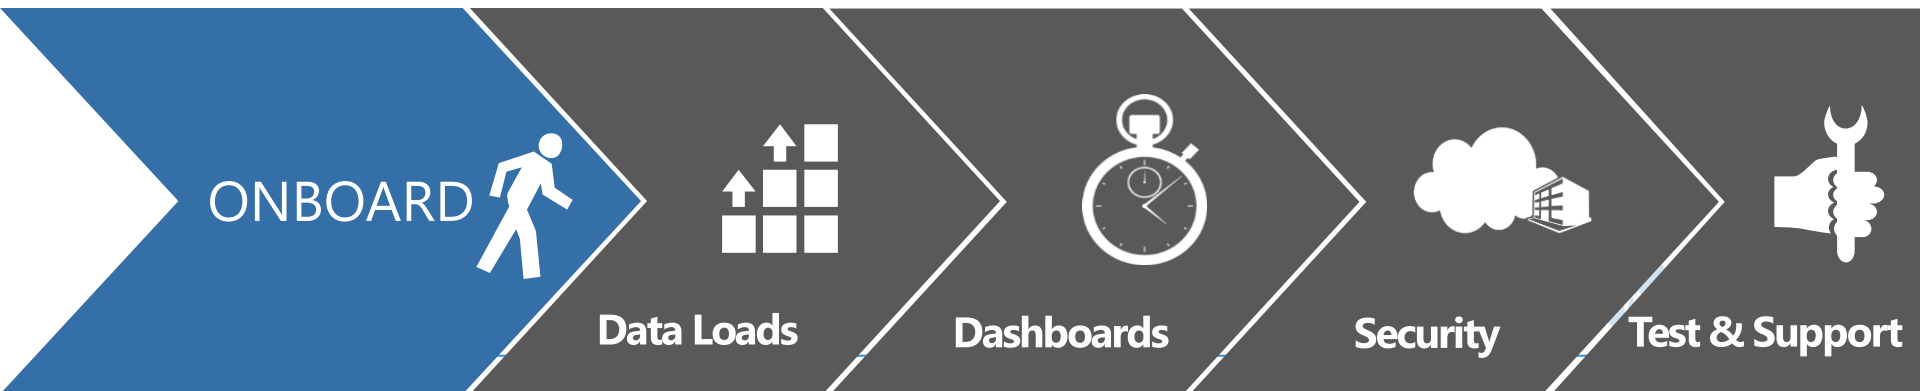 ONBOARD
Data Loads
Dashboards
Security
Test & Support